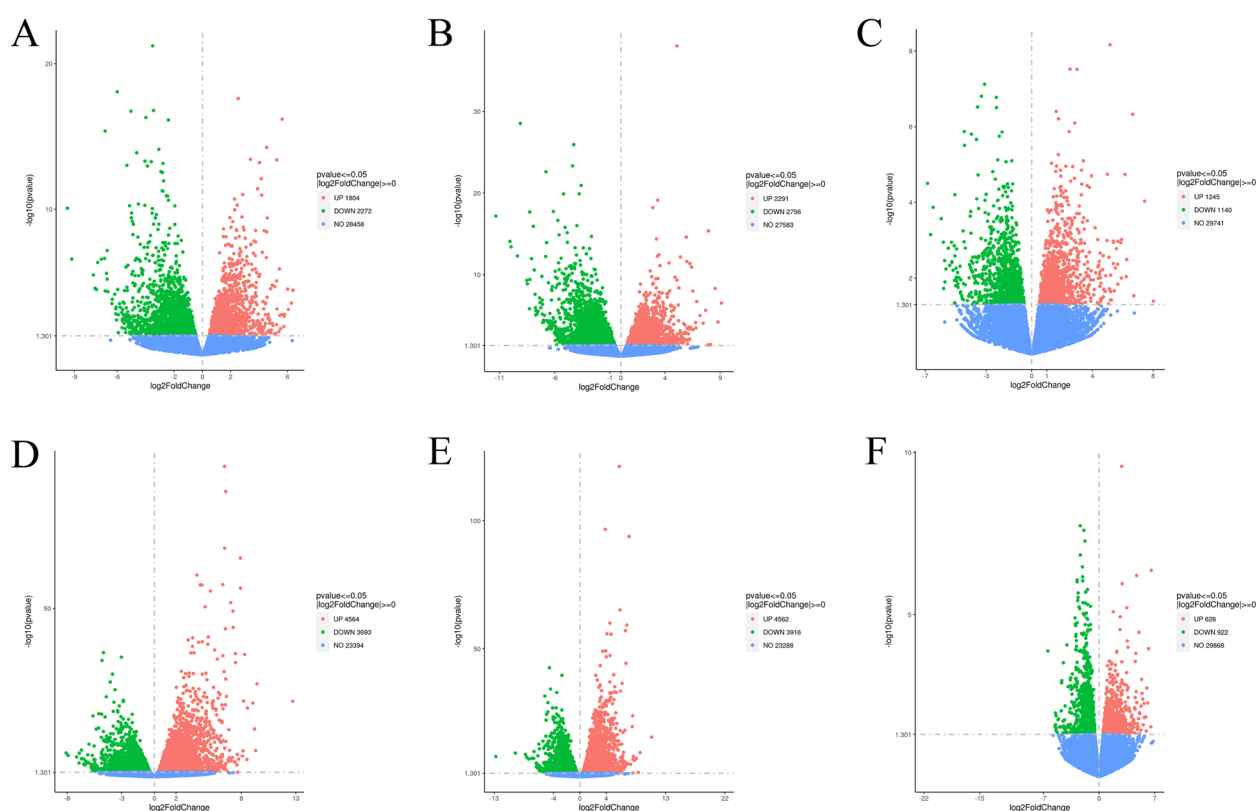 A
-log10(pvalue)
20
10
1.301
-9
-6
-2
0
2
6
log2FoldChange
pvalue<=0.05
|log2FoldChange|>=0
UP 1804
DOWN 2272
NO 28458
B
-log10(pvalue)
30
20
10
1.301
-11
-6
-1
0
4
9
log2FoldChange
pvalue<=0.05
|log2FoldChange|>=0
UP 2291
DOWN 2756
NO 27583
C
-log10(pvalue)
8
6
4
2
1.301
-7
-3
0
1
4
8
log2FoldChange
pvalue<=0.05
|log2FoldChange|>=0
UP 1245
DOWN 1140
NO 29741
D
-log10(pvalue)
50
1.301
-8
-3
0
2
8
13
log2FoldChange
pvalue<=0.05
|log2FoldChange|>=0
UP 4564
DOWN 3693
NO 23394
E
-log10(pvalue)
100
50
1.301
-13
-4
0
4
13
22
log2FoldChange
pvalue<=0.05
|log2FoldChange|>=0
UP 4562
DOWN 3916
NO 23288
F
-log10(pvalue)
10
5
1.301
-22
-7
0
7
log2FoldChange
pvalue<=0.05
|log2FoldChange|>=0
UP 626
DOWN 922
NO 29868